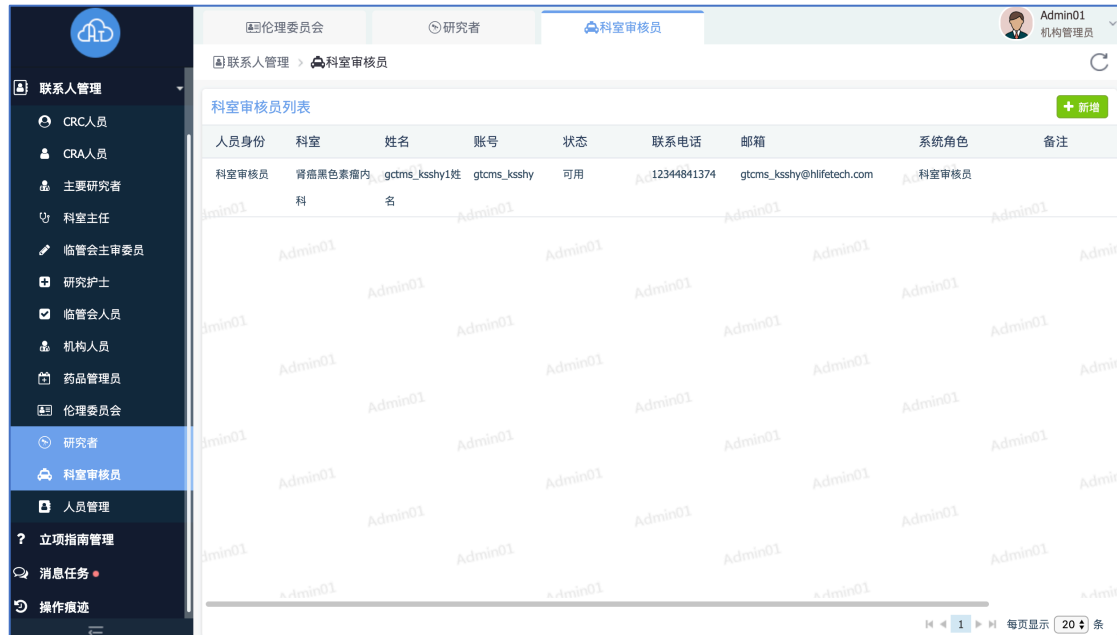 伦理委员会
研究者
科室审核员
Admin01
机构管理员
联系人管理 > 科室审核员
联系人管理
CRC人员
CRA人员
主要研究者
科室主任
临管会主审委员
研究护士
临管会人员
机构人员
药品管理员
伦理委员会
研究者
科室审核员
人员管理
立项指南管理
消息任务
操作痕迹
科室审核员列表
新增
人员身份 科室 姓名 账号 状态 联系电话 邮箱 系统角色 备注
科室审核员 肾癌黑色素瘤内 gctms_ksshy1姓 gtcms_ksshy 可用 12344841374 gtcms_ksshy@hlifetech.com 科室审核员
科 名
Admin01
1 每页显示 20 条